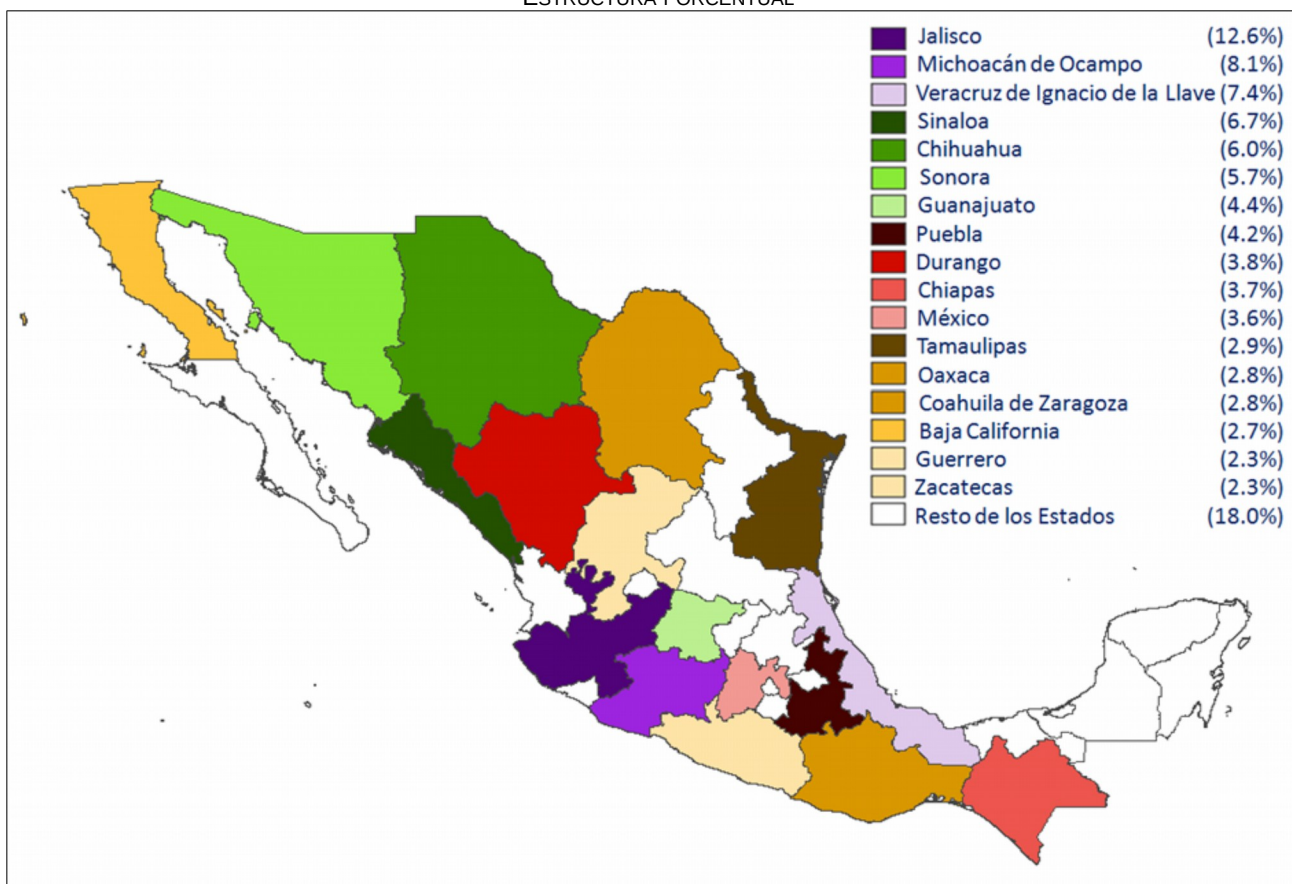 ESTRUCTURA PORCENTUAL
Jalisco (12.6%)
Michoacán de Ocampo (8.1%)
Veracruz de Ignacio de la Llave (7.4%)
Sinaloa (6.7%)
Chihuahua (6.0%)
Sonora (5.7%)
Guanajuato (4.4%)
Puebla (4.2%)
Durango (3.8%)
Chiapas (3.7%)
México (3.6%)
Tamaulipas (2.9%)
Oaxaca (2.8%)
Coahuila de Zaragoza (2.8%)
Baja California (2.7%)
Guerrero (2.3%)
Zacatecas (2.3%)
Resto de los Estados (18.0%)